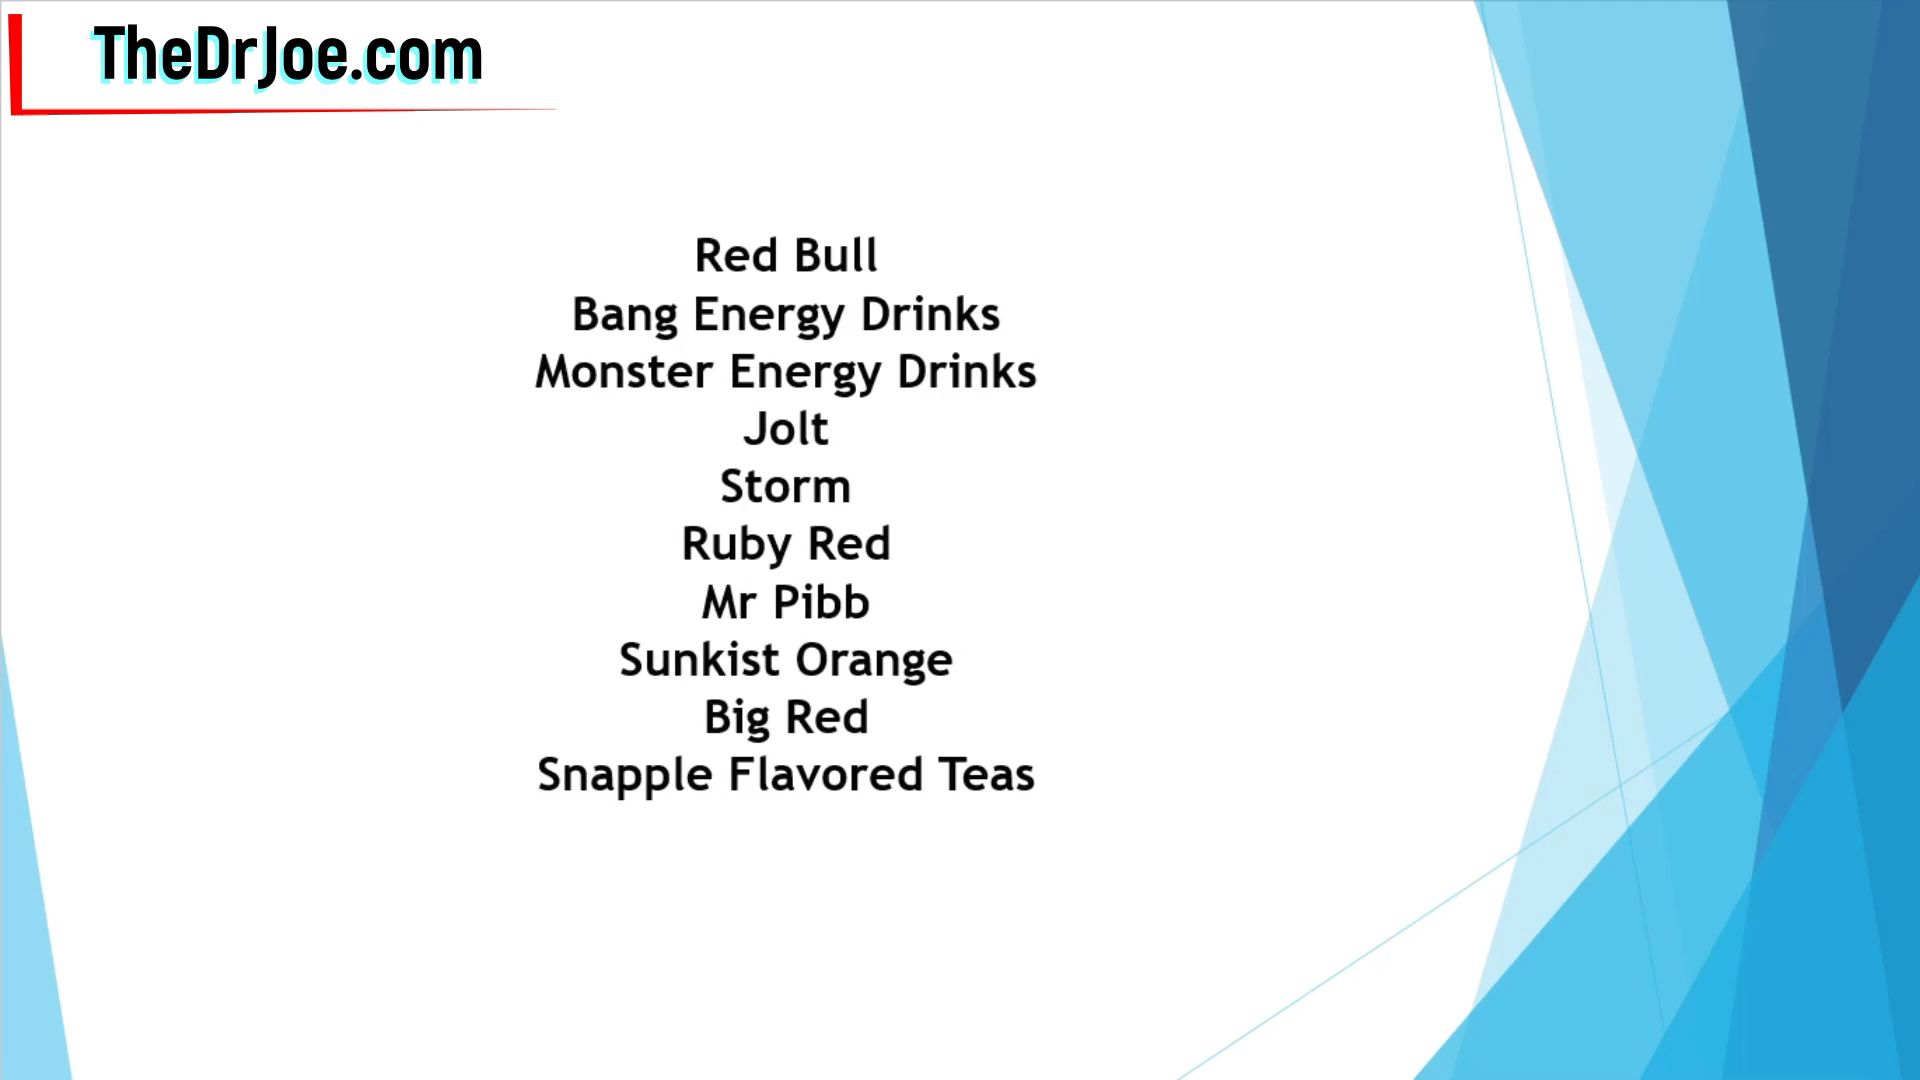 TheDrJoe.com
Red Bull
Bang Energy Drinks
Monster Energy Drinks
Jolt
Storm
Ruby Red
Mr Pibb
Sunkist Orange
Big Red
Snapple Flavored Teas